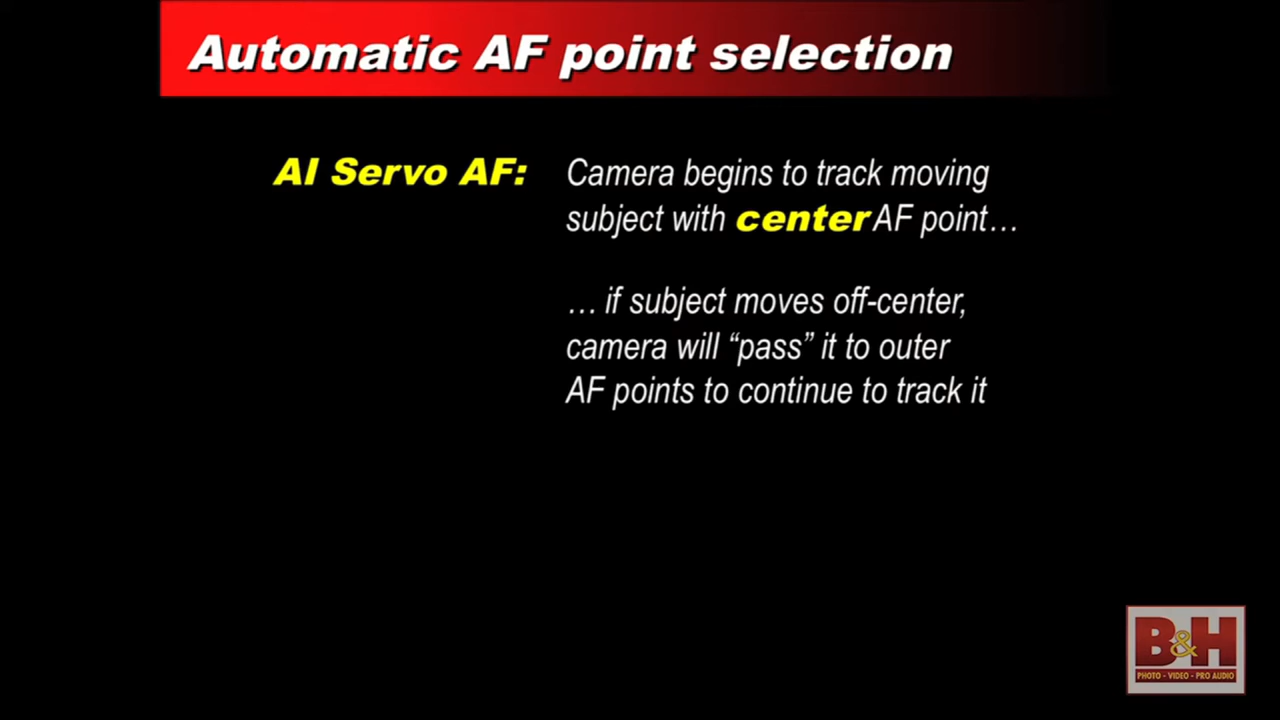 Automatic AF point selection
AI Servo AF: Camera begins to track moving
subject with center AF point…
… if subject moves off-center,
camera will “pass” it to outer
AF points to continue to track it
B&H
PHOTO - VIDEO - PRO AUDIO